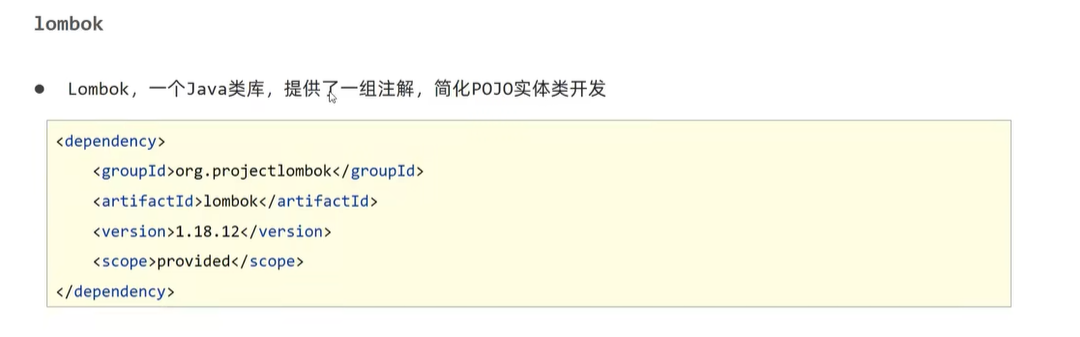 lombok
● Lombok，一个Java类库，提供了一组注解，简化POJO实体类开发
<dependency>
    <groupId>org.projectlombok</groupId>
    <artifactId>lombok</artifactId>
    <version>1.18.12</version>
    <scope>provided</scope>
</dependency>